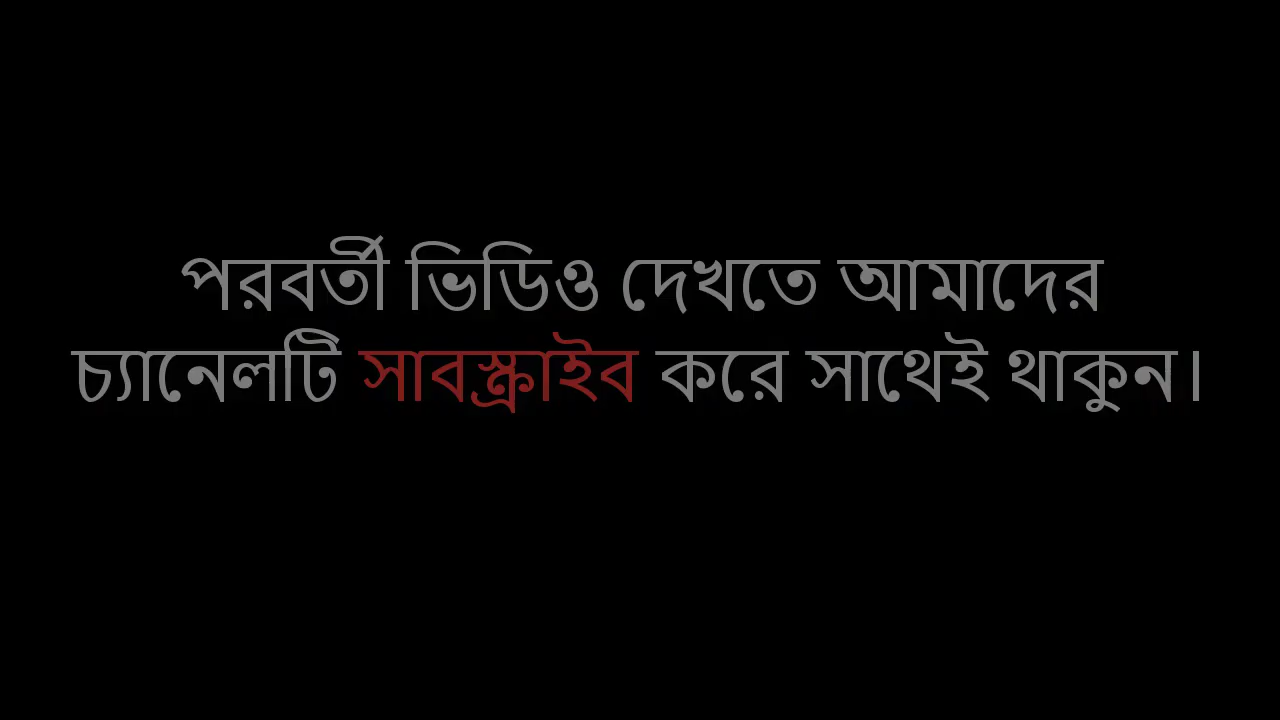 পরবর্তী ভিডিও দেখতে আমাদের
চ্যানেলটি সাবস্ক্রাইব করে সাথেই থাকুন।